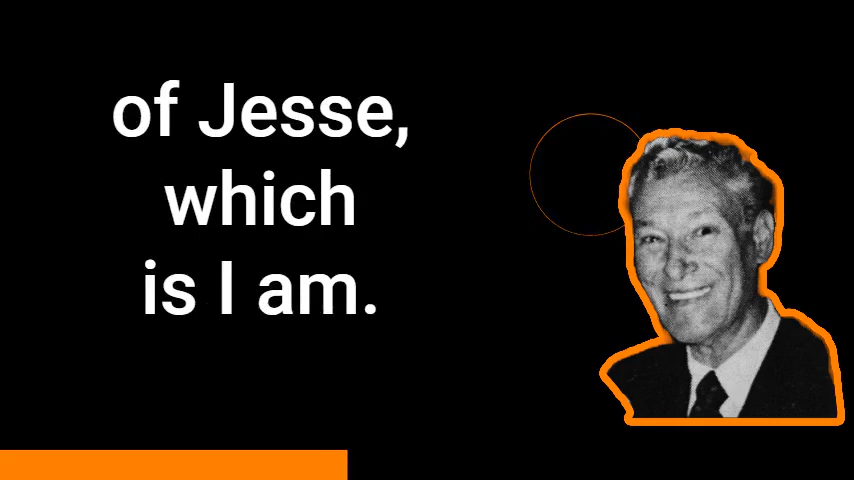 of Jesse,
which
is I am.